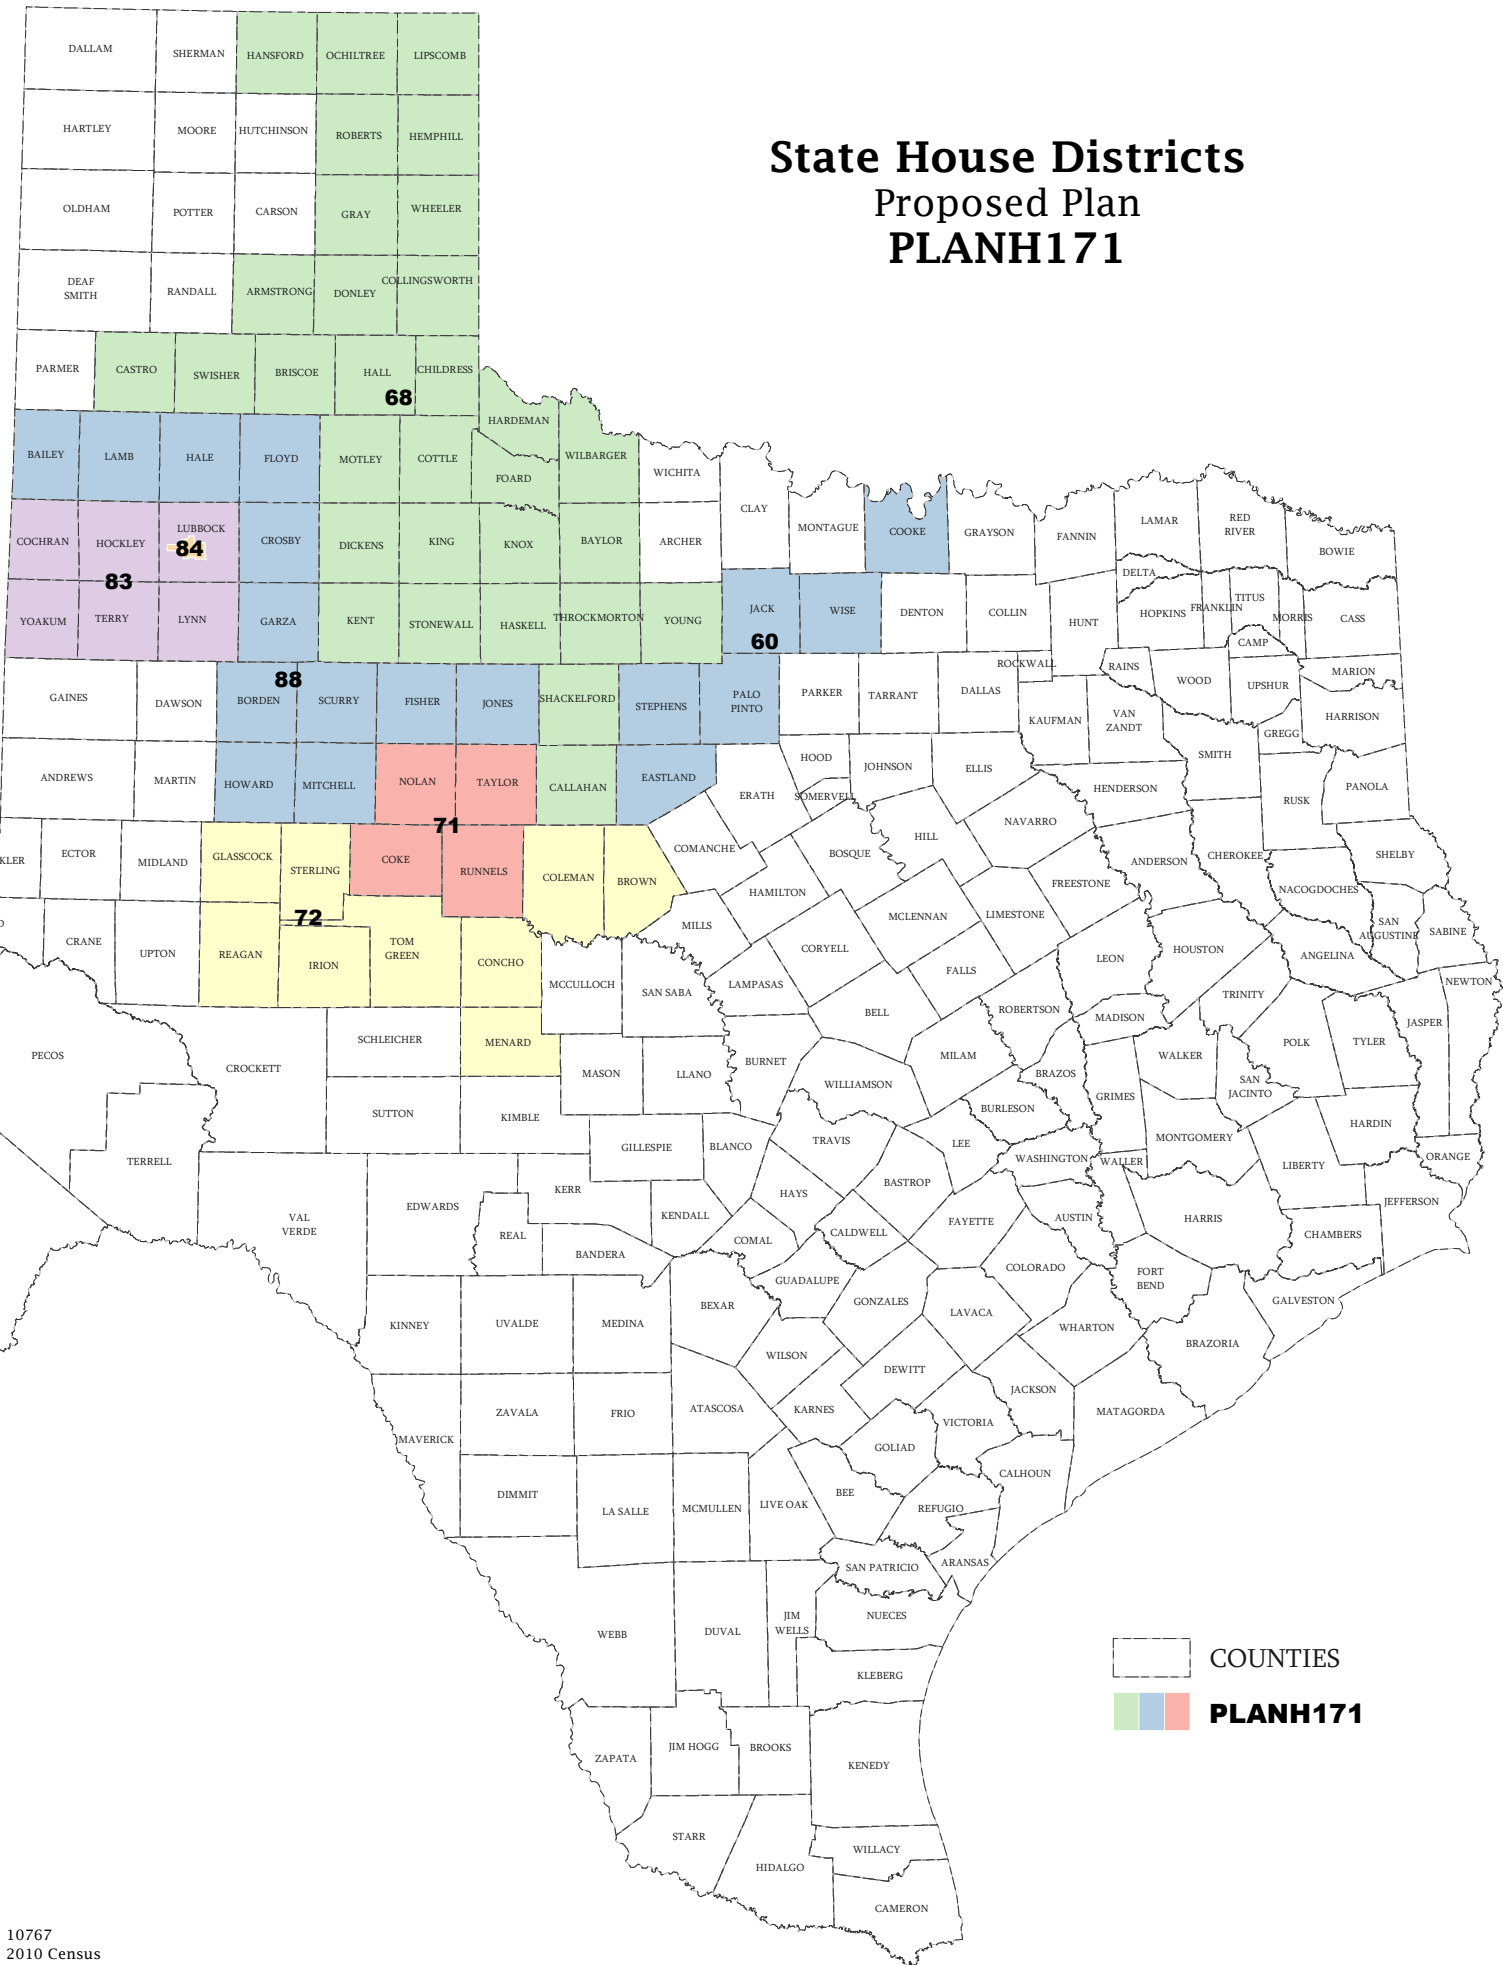 State House Districts
Proposed Plan
PLANH171
DALLAM
SHERMAN
HANSFORD
OCHILTREE
LIPSCOMB
HARTLEY
MOORE
HUTCHINSON
ROBERTS
HEMPHILL
OLDHAM
POTTER
CARSON
GRAY
WHEELER
DEAF
SMITH
RANDALL
ARMSTRONG
DONLEY
COLLINGSWORTH
PARMER
CASTRO
SWISHER
BRISCOE
HALL
CHILDRESS
68
HARDEMAN
BAILEY
LAMB
HALE
FLOYD
MOTLEY
COTTLE
FOARD
WILBARGER
WICHITA
CLAY
MONTAGUE
COOKE
GRAYSON
FANNIN
LAMAR
RED
RIVER
BOWIE
COCHRAN
HOCKLEY
LUBBOCK
84
83
CROSBY
DICKENS
KING
KNOX
BAYLOR
ARCHER
DELTA
YOAKUM
TERRY
LYNN
GARZA
KENT
STONEWALL
HASKELL
THROCKMORTON
YOUNG
JACK
60
WISE
DENTON
COLLIN
HUNT
HOPKINS
FRANKLIN
TITUS
MORRIS
CASS
CAMP
GAINES
DAWSON
88
BORDEN
SCURRY
FISHER
JONES
SHACKELFORD
STEPHENS
PALO
PINTO
PARKER
TARRANT
DALLAS
ROCKWALL
RAINS
WOOD
UPSHUR
MARION
HARRISON
KAUFMAN
VAN
ZANDT
GREGG
SMITH
ANDREWS
MARTIN
HOWARD
MITCHELL
NOLAN
TAYLOR
71
CALLAHAN
EASTLAND
ERATH
HOOD
SOMERVELL
JOHNSON
ELLIS
HENDERSON
RUSK
PANOLA
KLER
ECTOR
MIDLAND
GLASSCOCK
STERLING
COKE
RUNNELS
COLEMAN
BROWN
COMANCHE
BOSQUE
HILL
NAVARRO
ANDERSON
CHEROKEE
SHELBY
NACOGDOCHES
HAMILTON
FREESTONE
72
MILLS
MCLENNAN
LIMESTONE
SAN
AUGUSTINE
SABINE
O
CRANE
UPTON
REAGAN
IRION
TOM
GREEN
CONCHO
MCCULLOCH
SAN SABA
LAMPASAS
CORYELL
FALLS
LEON
HOUSTON
ANGELINA
NEWTON
BELL
ROBERTSON
MADISON
TRINITY
JASPER
PECOS
CROCKETT
SCHLEICHER
MENARD
MASON
LLANO
BURNET
WILLIAMSON
MILAM
BRAZOS
WALKER
POLK
TYLER
SAN
JACINTO
GRIMES
SUTTON
KIMBLE
BURLESON
HARDIN
GILLESPIE
BLANCO
TRAVIS
LEE
MONTGOMERY
WASHINGTON
WALLER
LIBERTY
ORANGE
TERRELL
KERR
HAYS
BASTROP
EDWARDS
KENDALL
JEFFERSON
VAL
VERDE
REAL
BANDERA
COMAL
CALDWELL
FAYETTE
AUSTIN
HARRIS
CHAMBERS
COLORADO
FORT
BEND
GALVESTON
GUADALUPE
BEXAR
GONZALES
LAVACA
KINNEY
UVALDE
MEDINA
WHARTON
BRAZORIA
WILSON
DEWITT
JACKSON
MATAGORDA
ZAVALA
FRIO
ATASCOSA
KARNES
VICTORIA
MAVERICK
GOLIAD
CALHOUN
DIMMIT
LA SALLE
MCMULLEN
LIVE OAK
BEE
REFUGIO
SAN PATRICIO
ARANSAS
WEBB
DUVAL
JIM
WELLS
NUECES
KLEBERG
COUNTIES
PLANH171
ZAPATA
JIM HOGG
BROOKS
KENEDY
STARR
HIDALGO
WILLACY
CAMERON
10767
2010 Census